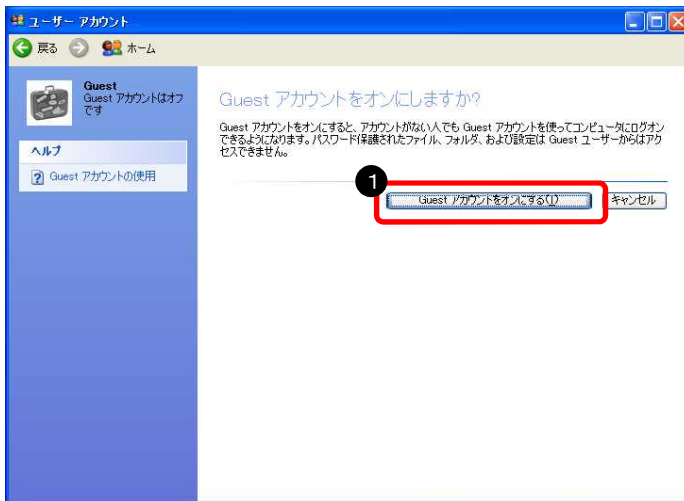 ユーザー アカウント
戻る ホーム
Guest
Guest アカウントはオフ
です
ヘルプ
Guest アカウントの使用
Guest アカウントをオンにしますか?
Guest アカウントをオンにすると、アカウントがない人でも Guest アカウントを使ってコンピュータにログオン
できるようになります。パスワード保護されたファイル、フォルダ、および設定は Guest ユーザーからはアク
セスできません。
1
Guest アカウントをオンにする(T) キャンセル